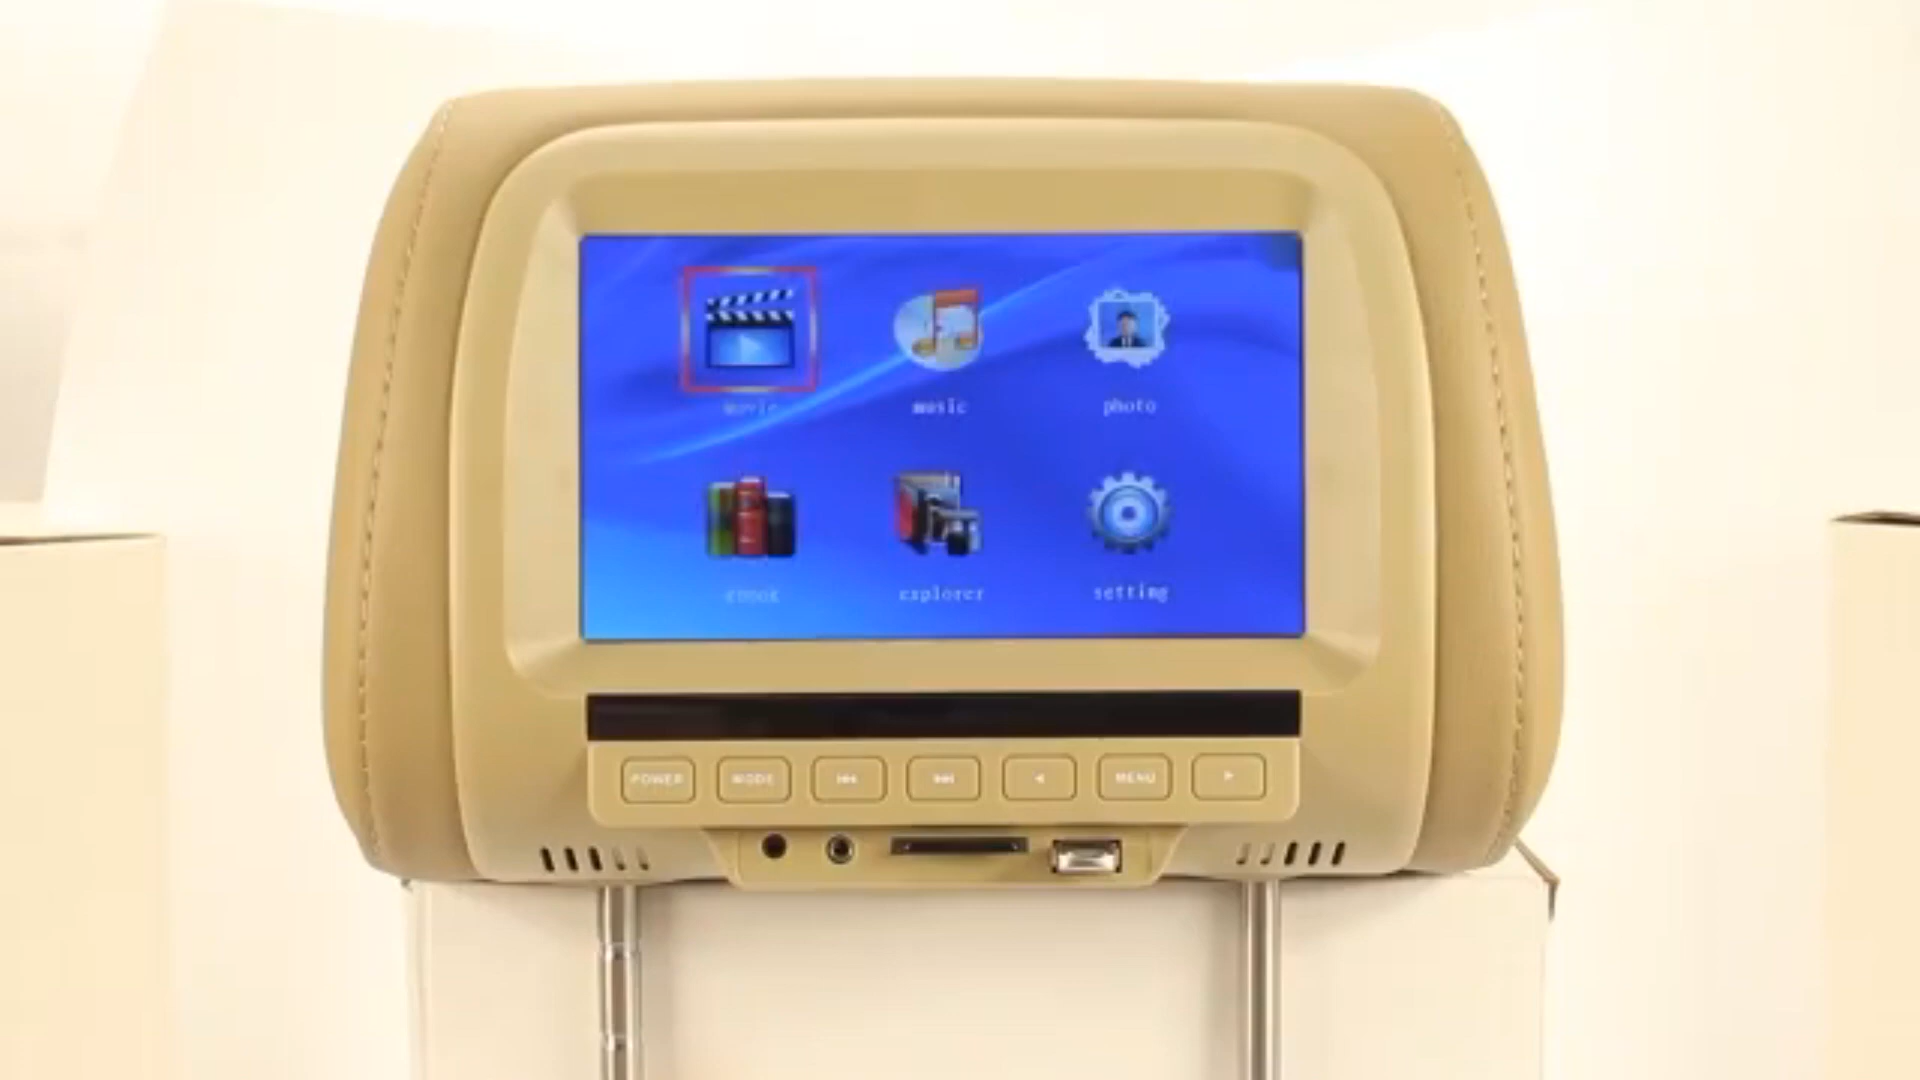 movie music photo
ebook explorer setting
POWER MODE ⏮ ⏭ ◀ MENU ▶